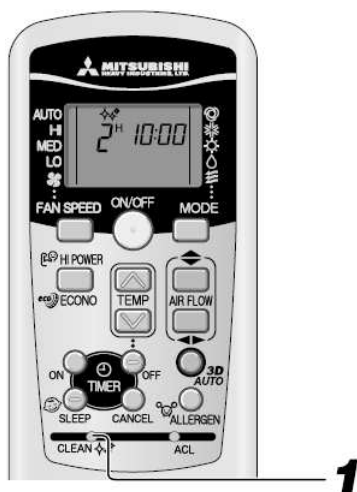 MITSUBISHI
HEAVY INDUSTRIES, LTD.
AUTO
HI
MED
LO
2H 10:00
FAN SPEED
ON/OFF
MODE
HI POWER
eco ECONO
TEMP
AIR FLOW
3D
AUTO
ON
TIMER
OFF
SLEEP
CANCEL
ALLERGEN
CLEAN
ACL
1